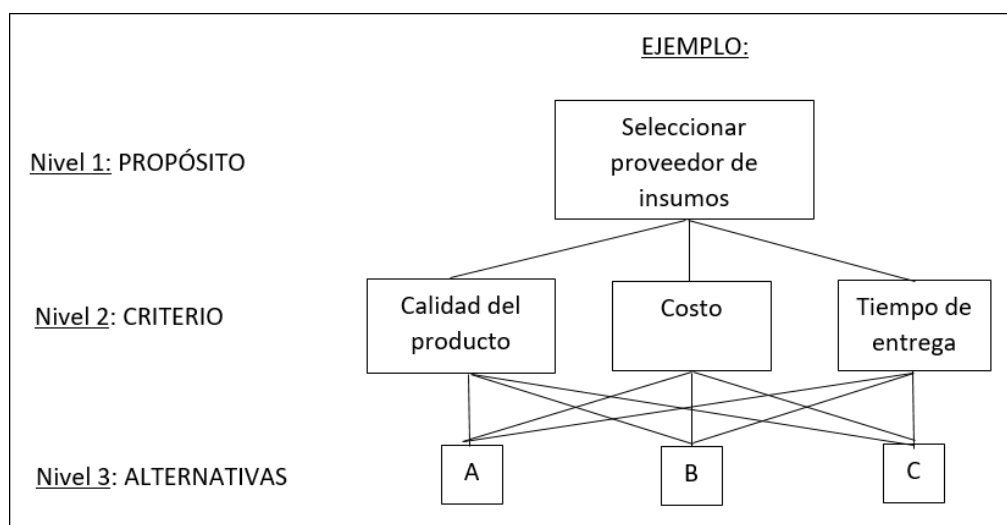 EJEMPLO:
Nivel 1: PROPÓSITO
Seleccionar
proveedor de
insumos
Nivel 2: CRITERIO
Calidad del
producto
Costo
Tiempo de
entrega
Nivel 3: ALTERNATIVAS
A
B
C